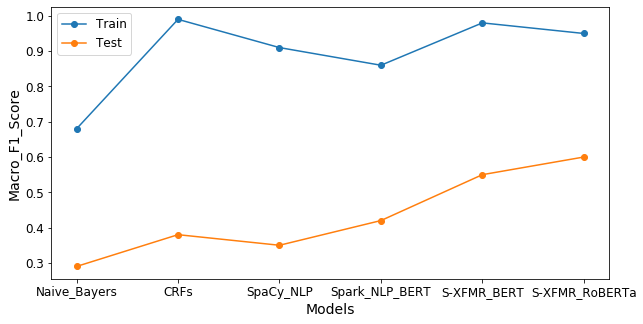 Train
Test
Macro_F1_Score
1.0
0.9
0.8
0.7
0.6
0.5
0.4
0.3
Naive_Bayers CRFs SpaCy_NLP Spark_NLP_BERT S-XFMR_BERT S-XFMR_RoBERTa
Models